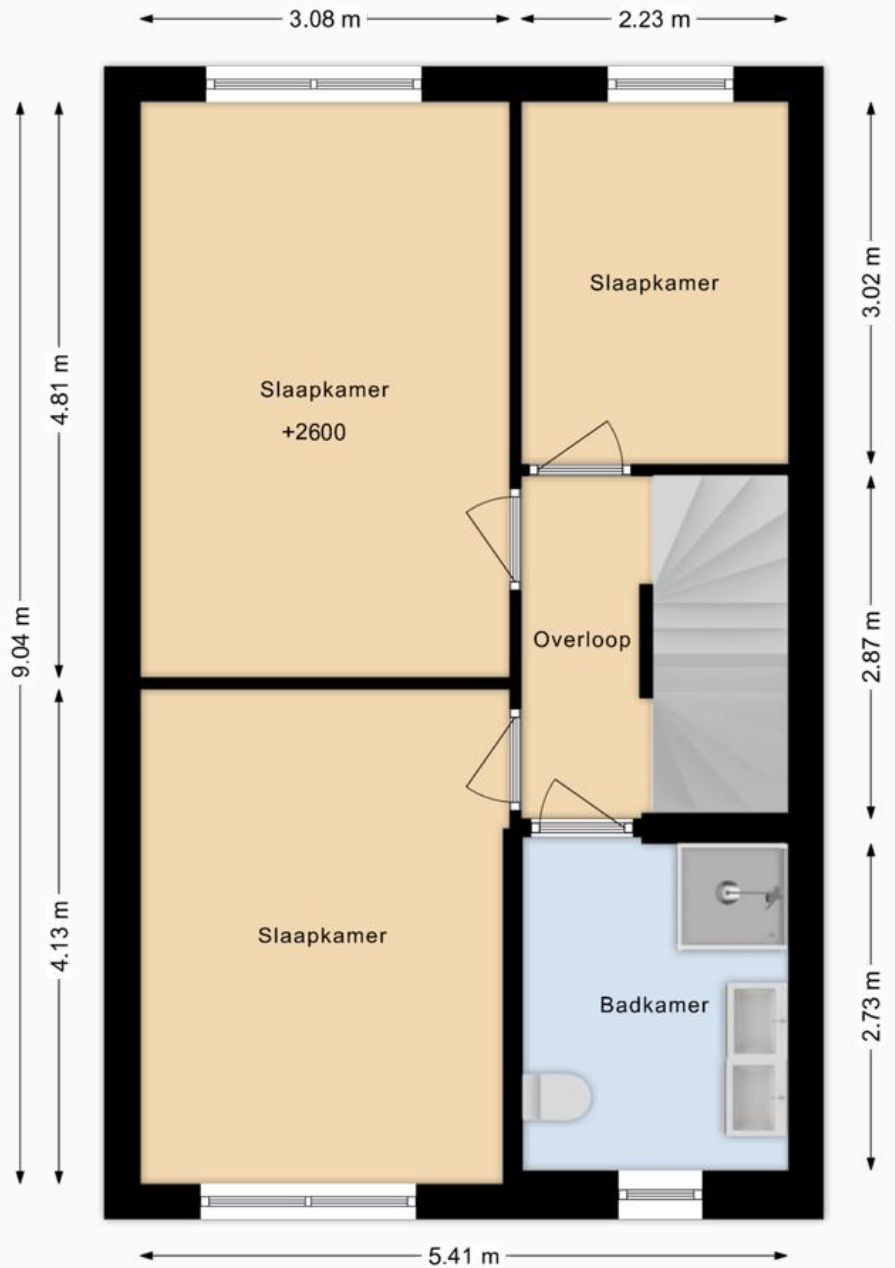 3.08 m
2.23 m
9.04 m
4.81 m
3.02 m
Slaapkamer
Slaapkamer
+2600
Overloop
2.87 m
4.13 m
Slaapkamer
Badkamer
2.73 m
5.41 m